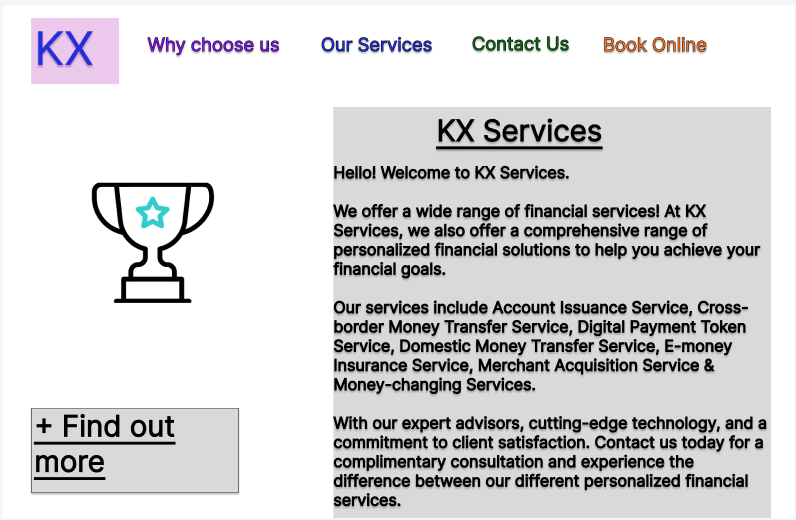 KX
Why choose us
Our Services
Contact Us
Book Online
KX Services
Hello! Welcome to KX Services.
We offer a wide range of financial services! At KX
Services, we also offer a comprehensive range of
personalized financial solutions to help you achieve your
financial goals.
Our services include Account Issuance Service, Cross-
border Money Transfer Service, Digital Payment Token
Service, Domestic Money Transfer Service, E-money
Insurance Service, Merchant Acquisition Service &
Money-changing Services.
With our expert advisors, cutting-edge technology, and a
commitment to client satisfaction. Contact us today for a
complimentary consultation and experience the
difference between our different personalized financial
services.
+ Find out
more